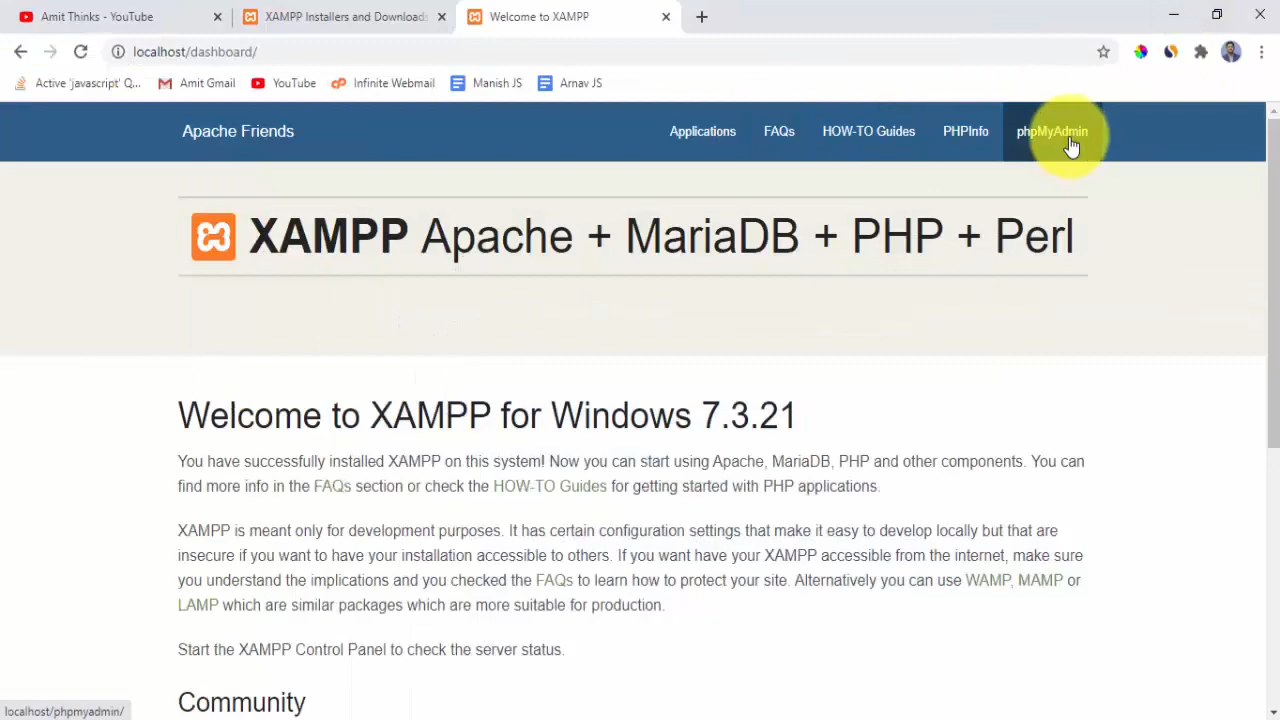 Amit Thinks - YouTube
XAMPP Installers and Downloads
Welcome to XAMPP
localhost/dashboard/
Active 'javascript' Q...
Amit Gmail
YouTube
Infinite Webmail
Manish JS
Arnav JS
Apache Friends
Applications
FAQs
HOW-TO Guides
PHPInfo
phpMyAdmin
XAMPP Apache + MariaDB + PHP + Perl
Welcome to XAMPP for Windows 7.3.21
You have successfully installed XAMPP on this system! Now you can start using Apache, MariaDB, PHP and other components. You can
find more info in the FAQs section or check the HOW-TO Guides for getting started with PHP applications.
XAMPP is meant only for development purposes. It has certain configuration settings that make it easy to develop locally but that are
insecure if you want to have your installation accessible to others. If you want have your XAMPP accessible from the internet, make sure
you understand the implications and you checked the FAQs to learn how to protect your site. Alternatively you can use WAMP, MAMP or
LAMP which are similar packages which are more suitable for production.
Start the XAMPP Control Panel to check the server status.
Community
localhost/phpmyadmin/